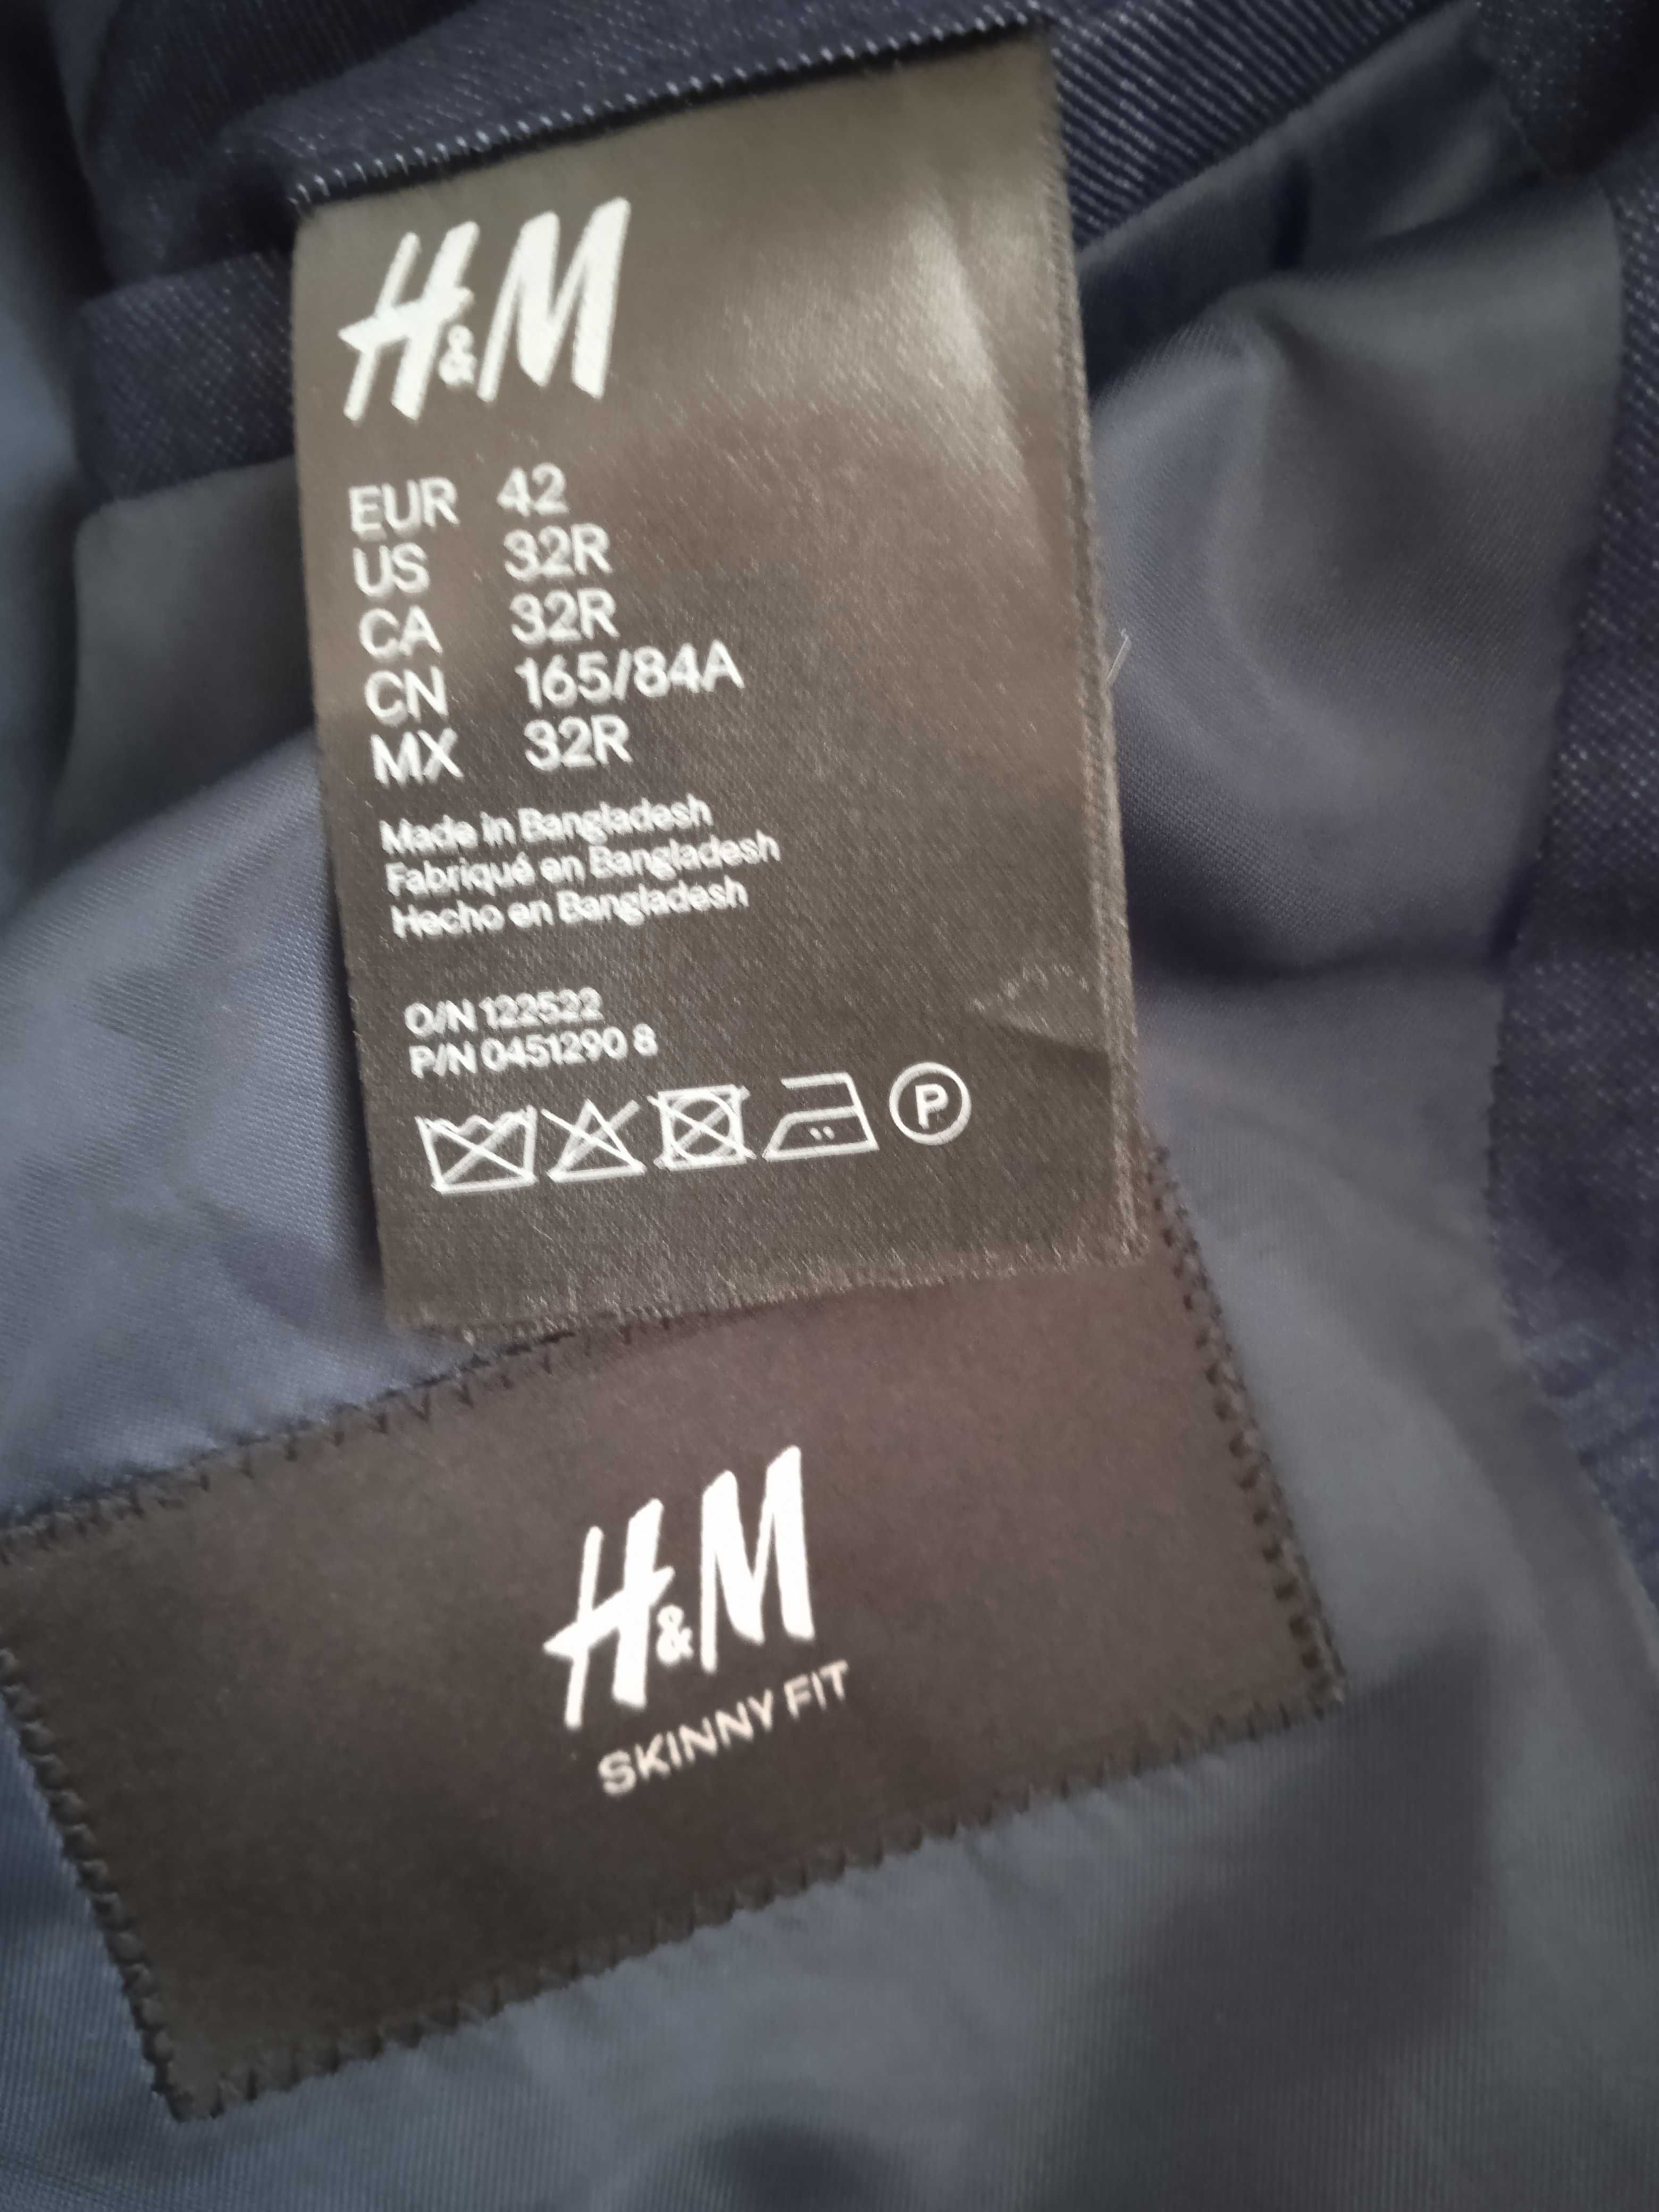 H&M
EUR 42
US 32R
CA 32R
CN 165/84A
MX 32R
Made in Bangladesh
Fabriqué en Bangladesh
Hecho en Bangladesh
O/N 122522
P/N 0451290 8
P
H&M
SKINNY FIT